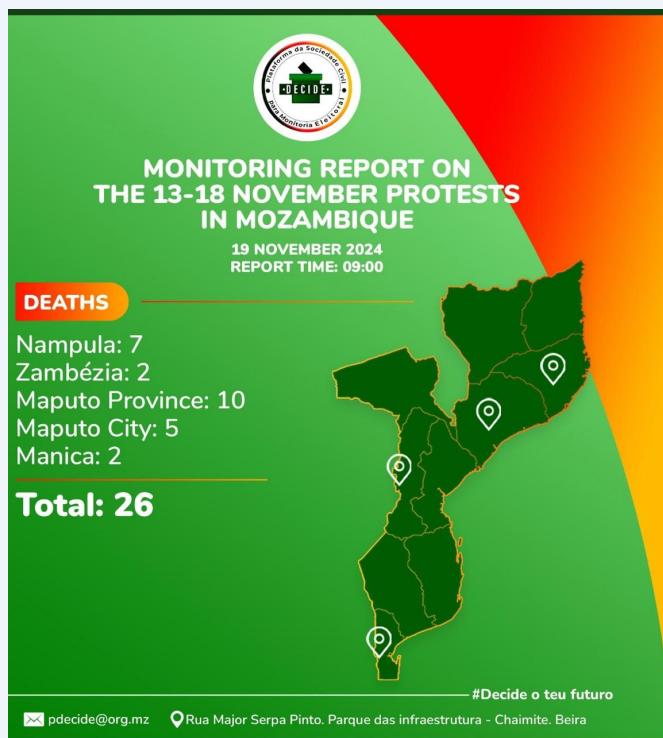 Plataforma da Sociedade Civil
DECIDE
para Monitoria Eleitoral
MONITORING REPORT ON
THE 13-18 NOVEMBER PROTESTS
IN MOZAMBIQUE
19 NOVEMBER 2024
REPORT TIME: 09:00
DEATHS
Nampula: 7
Zambézia: 2
Maputo Province: 10
Maputo City: 5
Manica: 2
Total: 26
#Decide o teu futuro
pdecide@org.mz Rua Major Serpa Pinto. Parque das infraestrutura - Chaimite. Beira